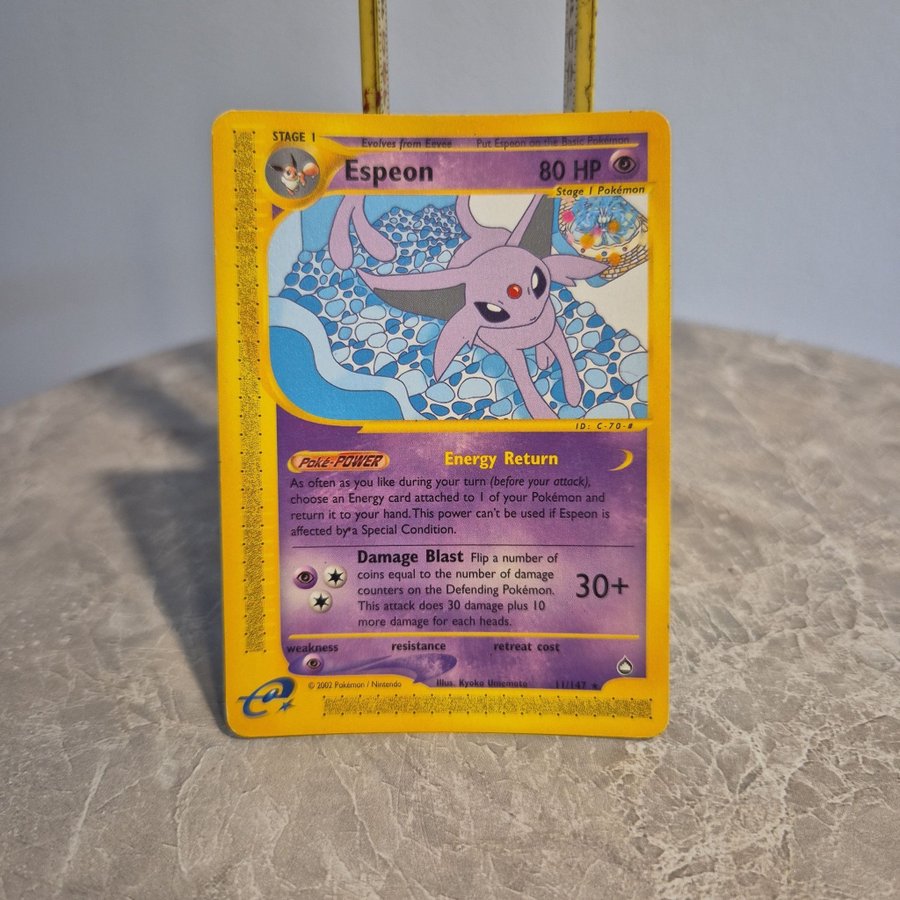 STAGE 1 Evolves from Eevee Put Espeon on the Basic Pokémon
Espeon 80 HP
Stage 1 Pokémon
ID: C-70-#
Poké-POWER Energy Return
As often as you like during your turn (before your attack),
choose an Energy card attached to 1 of your Pokémon and
return it to your hand. This power can't be used if Espeon is
affected by a Special Condition.
Damage Blast Flip a number of
coins equal to the number of damage
counters on the Defending Pokémon.
This attack does 30 damage plus 10
more damage for each heads.
30+
weakness resistance retreat cost
© 2002 Pokémon / Nintendo Illus. Kyoko Umemoto 11/147 ★
e